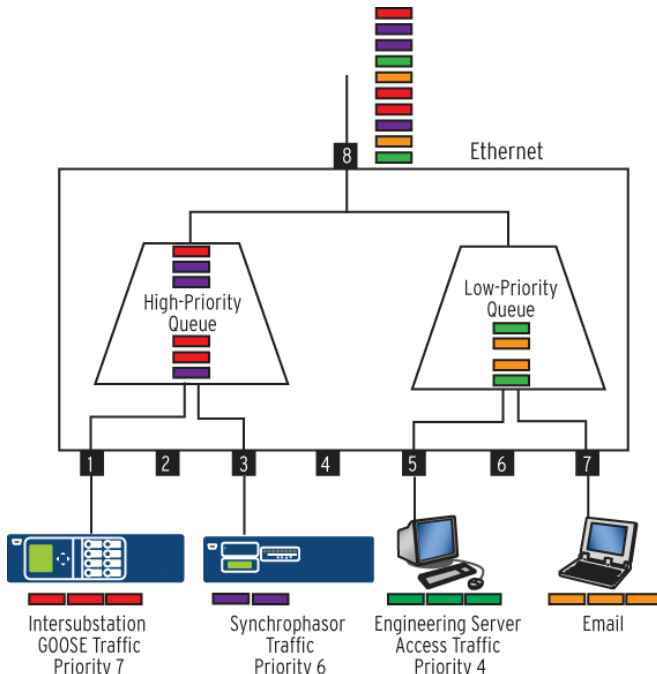 8
Ethernet
High-Priority
Queue
Low-Priority
Queue
1
2
3
4
5
6
7
Intersubstation
GOOSE Traffic
Priority 7
Synchrophasor
Traffic
Priority 6
Engineering Server
Access Traffic
Priority 4
Email